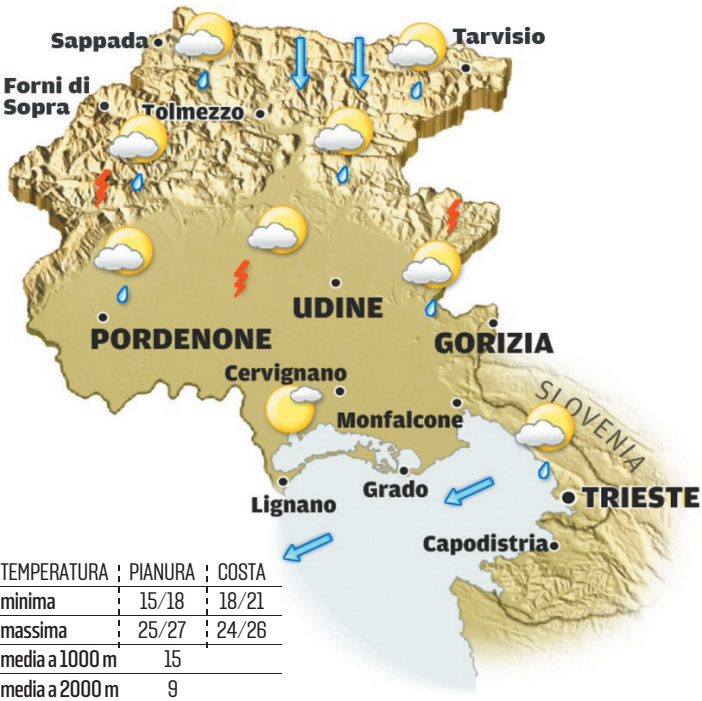 Sappada
Tarvisio
Forni di
Sopra
Tolmezzo
UDINE
PORDENONE
GORIZIA
Cervignano
SLOVENIA
Monfalcone
Grado
Lignano
TRIESTE
Capodistria
TEMPERATURA PIANURA COSTA
minima 15/18 18/21
massima 25/27 24/26
media a 1000 m 15
media a 2000 m 9